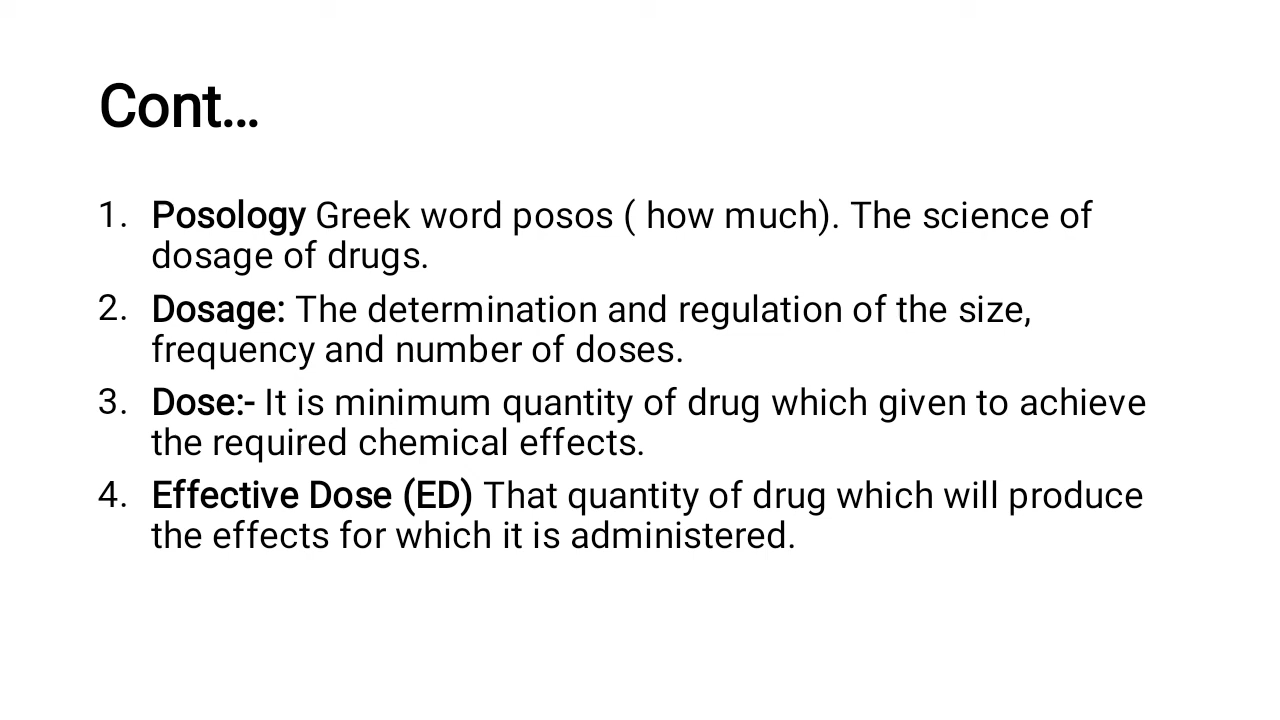 Cont...
1. Posology Greek word posos ( how much). The science of
dosage of drugs.
2. Dosage: The determination and regulation of the size,
frequency and number of doses.
3. Dose:- It is minimum quantity of drug which given to achieve
the required chemical effects.
4. Effective Dose (ED) That quantity of drug which will produce
the effects for which it is administered.